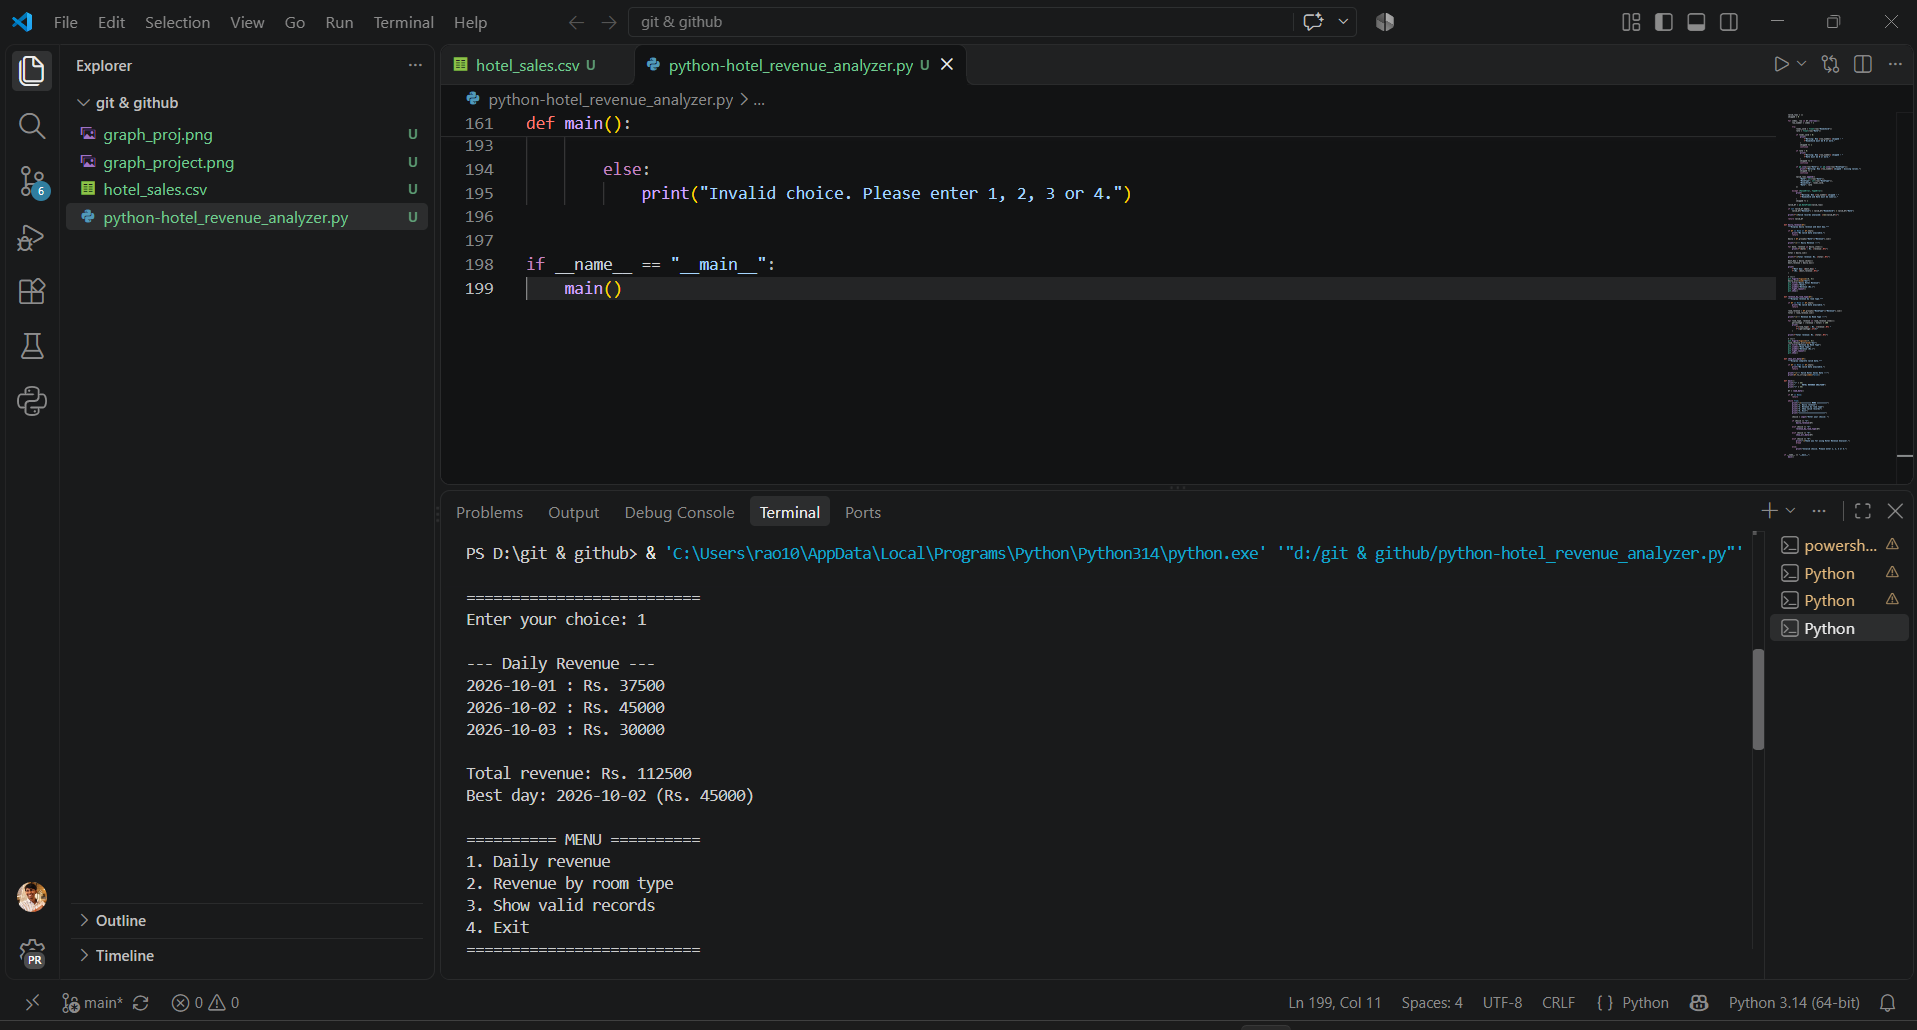 File Edit Selection View Go Run Terminal Help
git & github
Explorer
git & github
graph_proj.png U
graph_project.png U
hotel_sales.csv U
python-hotel_revenue_analyzer.py U
6
Outline
Timeline
PR
hotel_sales.csv U
python-hotel_revenue_analyzer.py U
python-hotel_revenue_analyzer.py > ...
161 def main():
193
194 else:
195 print("Invalid choice. Please enter 1, 2, 3 or 4.")
196
197
198 if __name__ == "__main__":
199 main()
Problems Output Debug Console Terminal Ports
PS D:\git & github> & 'C:\Users\rao10\AppData\Local\Programs\Python\Python314\python.exe' '"d:/git & github/python-hotel_revenue_analyzer.py"'
==========================
Enter your choice: 1
--- Daily Revenue ---
2026-10-01 : Rs. 37500
2026-10-02 : Rs. 45000
2026-10-03 : Rs. 30000
Total revenue: Rs. 112500
Best day: 2026-10-02 (Rs. 45000)
========== MENU ==========
1. Daily revenue
2. Revenue by room type
3. Show valid records
4. Exit
==========================
powersh...
Python
Python
Python
main* 0 0
Ln 199, Col 11 Spaces: 4 UTF-8 CRLF { } Python Python 3.14 (64-bit)